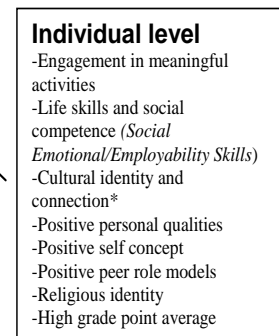 Individual level
-Engagement in meaningful
activities
-Life skills and social
competence (Social
Emotional/Employability Skills)
-Cultural identity and
connection*
-Positive personal qualities
-Positive self concept
-Positive peer role models
-Religious identity
-High grade point average